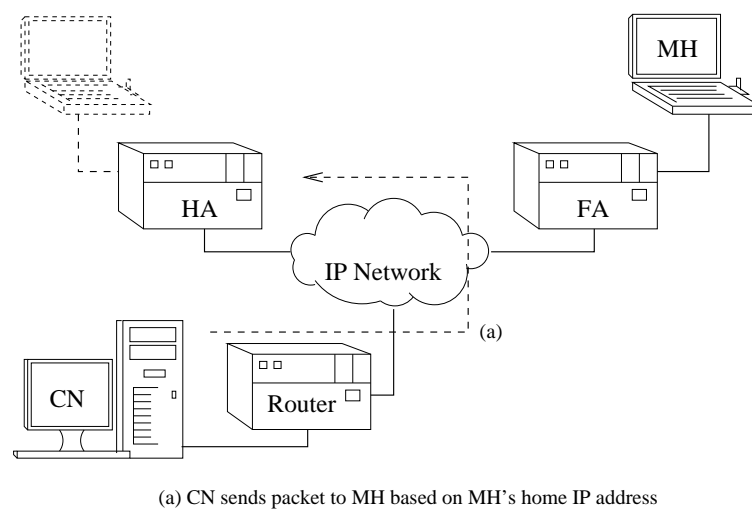 MH
HA
FA
IP Network
(a)
CN
Router
(a) CN sends packet to MH based on MH's home IP address